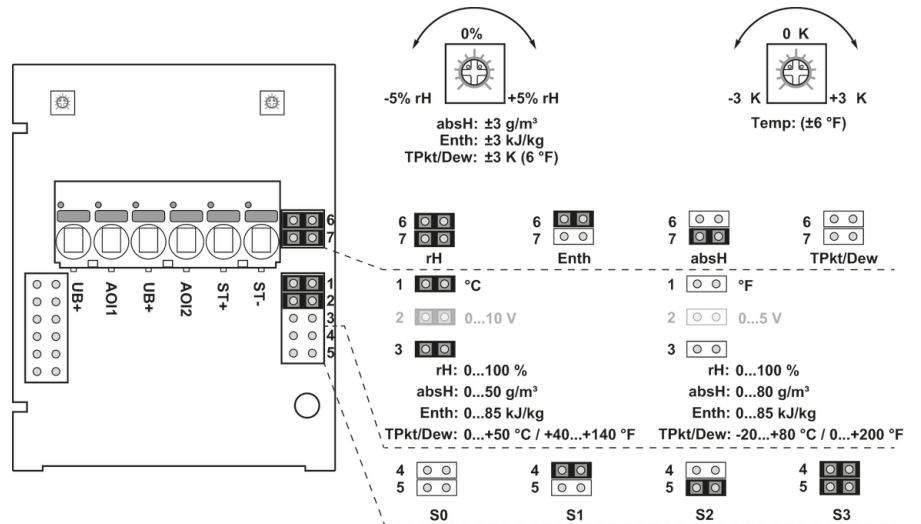 0%
-5% rH
+5% rH
absH: ±3 g/m³
Enth: ±3 kJ/kg
TPkt/Dew: ±3 K (6 °F)
0 K
-3 K
+3 K
Temp: (±6 °F)
6
7
UB+
AOI1
UB+
AOI2
ST+
ST-
1
2
3
4
5
6
7
rH
6
7
Enth
6
7
absH
6
7
TPkt/Dew
1
°C
1
°F
2
0...10 V
2
0...5 V
3
rH: 0...100 %
absH: 0...50 g/m³
Enth: 0...85 kJ/kg
TPkt/Dew: 0...+50 °C / +40...+140 °F
3
rH: 0...100 %
absH: 0...80 g/m³
Enth: 0...85 kJ/kg
TPkt/Dew: -20...+80 °C / 0...+200 °F
4
5
S0
4
5
S1
4
5
S2
4
5
S3